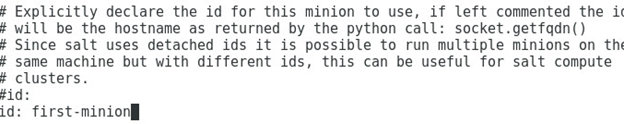 # Explicitly declare the id for this minion to use, if left commented the id
# will be the hostname as returned by the python call: socket.getfqdn()
# Since salt uses detached ids it is possible to run multiple minions on the
# same machine but with different ids, this can be useful for salt compute
# clusters.
#id:
id: first-minion